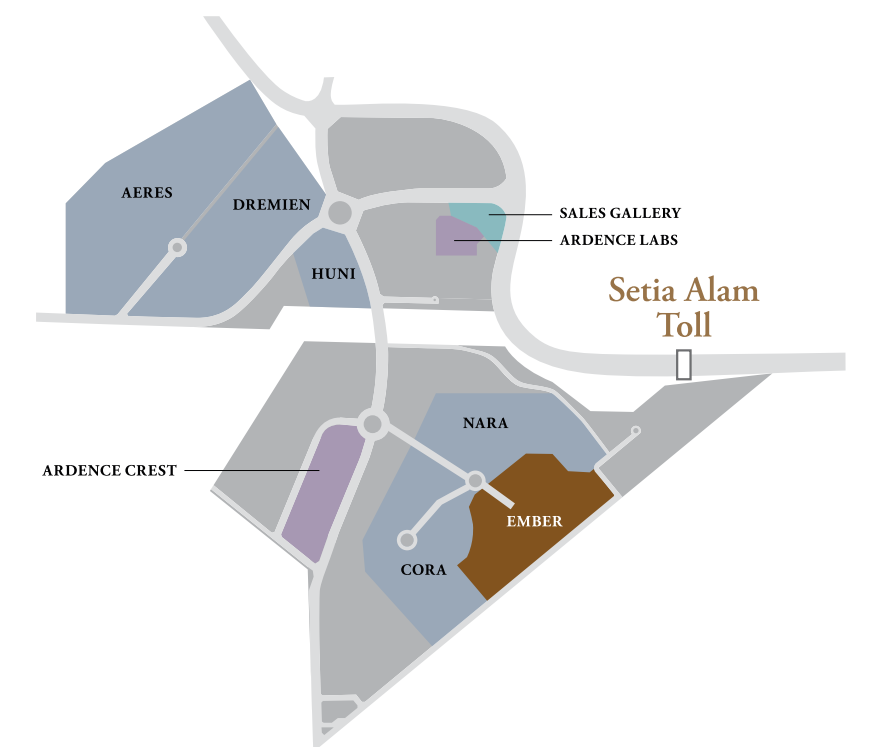 AERES
DREMIEN
SALES GALLERY
ARDENCE LABS
HUNI
Setia Alam
Toll
NARA
ARDENCE CREST
EMBER
CORA